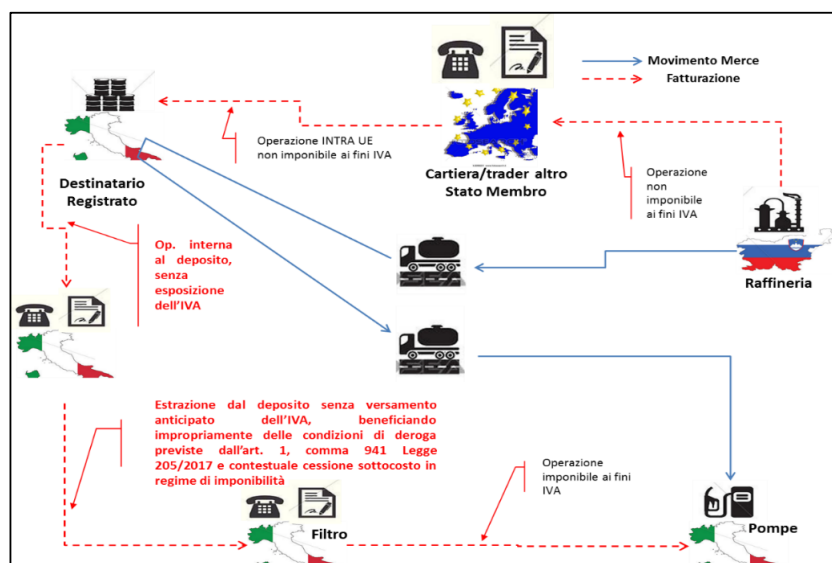 Movimento Merce
Fatturazione
Operazione INTRA UE
non imponibile ai fini IVA
Cartiera/trader altro
Stato Membro
Operazione
non
imponibile
ai fini IVA
Destinatario
Registrato
Raffineria
Op. interna
al deposito,
senza
esposizione
dell'IVA
Estrazione dal deposito senza versamento
anticipato dell'IVA, beneficiando
impropriamente delle condizioni di deroga
previste dall'art. 1, comma 941 Legge
205/2017 e contestuale cessione sottocosto in
regime di imponibilità
Operazione
imponibile ai fini
IVA
Filtro
Pompe